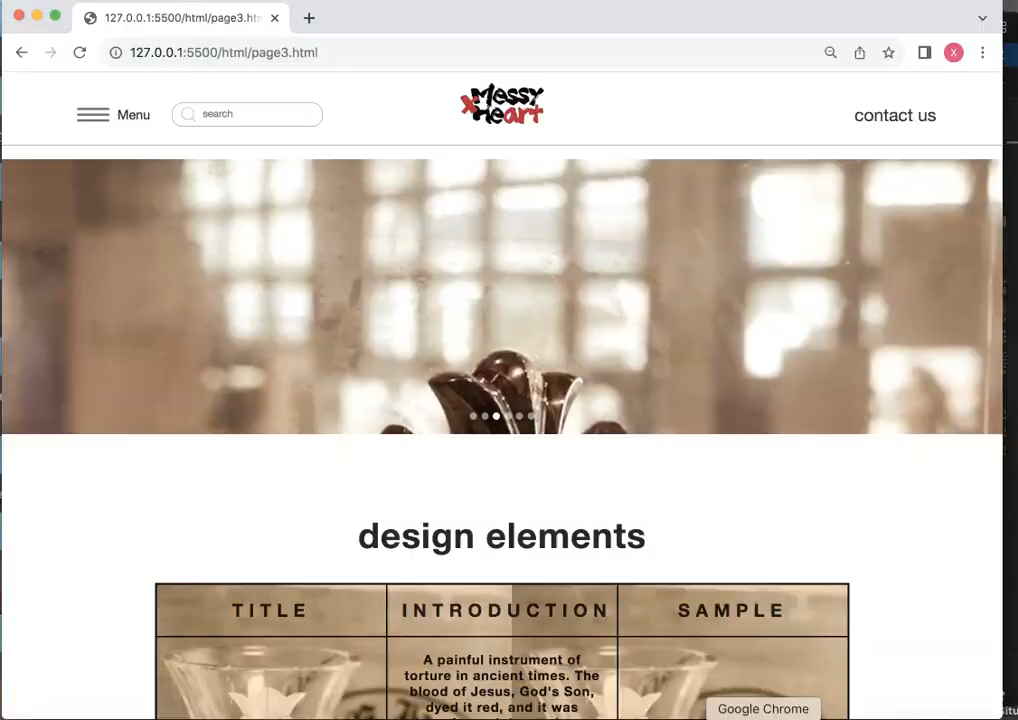 127.0.0.1:5500/html/page3.htm
127.0.0.1:5500/html/page3.html
X
Menu
search
Messy
xHeart
contact us
design elements
TITLE
INTRODUCTION
SAMPLE
A painful instrument of
torture in ancient times. The
blood of Jesus, God's Son,
dyed it red, and it was
Google Chrome